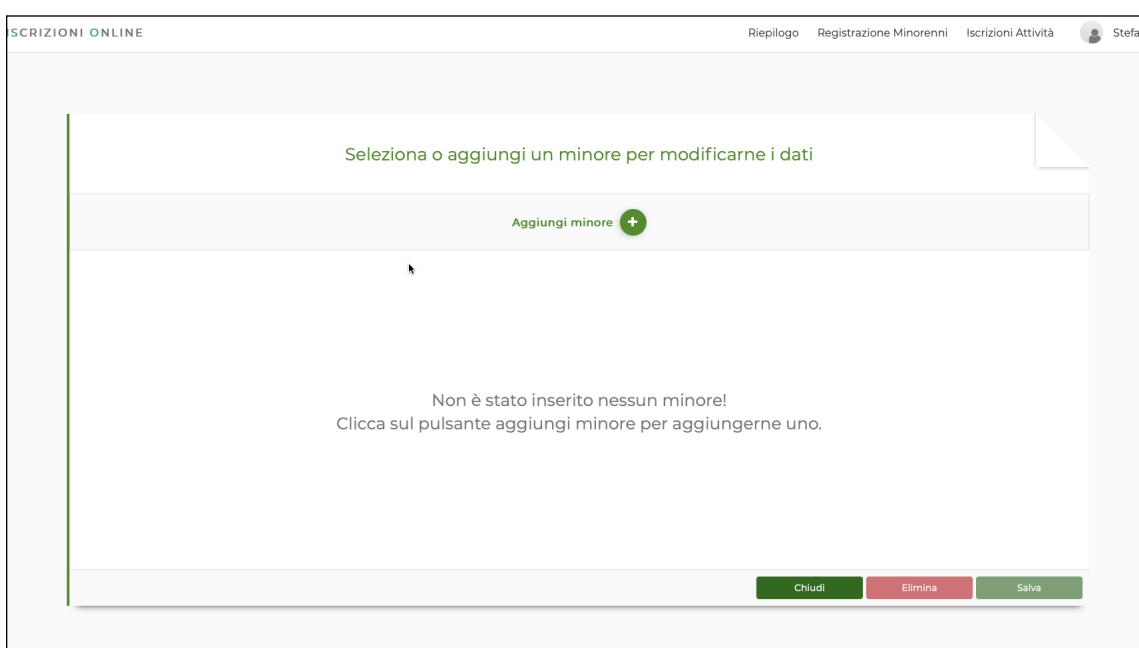 ISCRIZIONI ONLINE
Riepilogo Registrazione Minorenni Iscrizioni Attività Stefa
Seleziona o aggiungi un minore per modificarne i dati
Aggiungi minore +
Non è stato inserito nessun minore!
Clicca sul pulsante aggiungi minore per aggiungerne uno.
Chiudi Elimina Salva